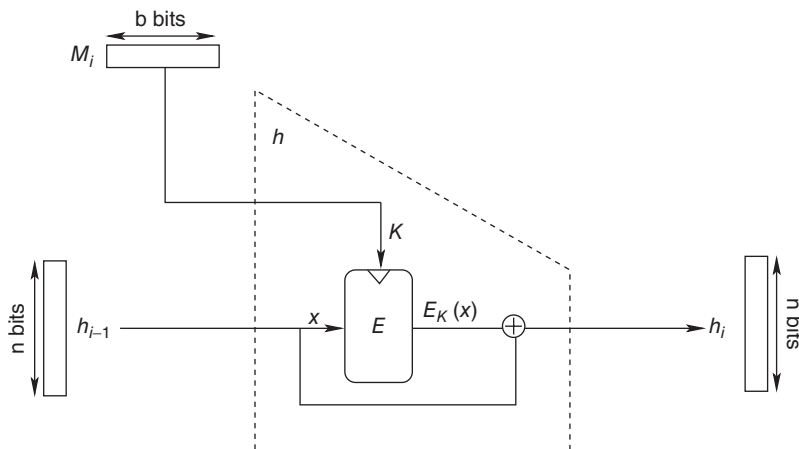 b bits
M_i
h
K
n bits
h_{i–1}
x
E
E_K (x)
h_i
n bits